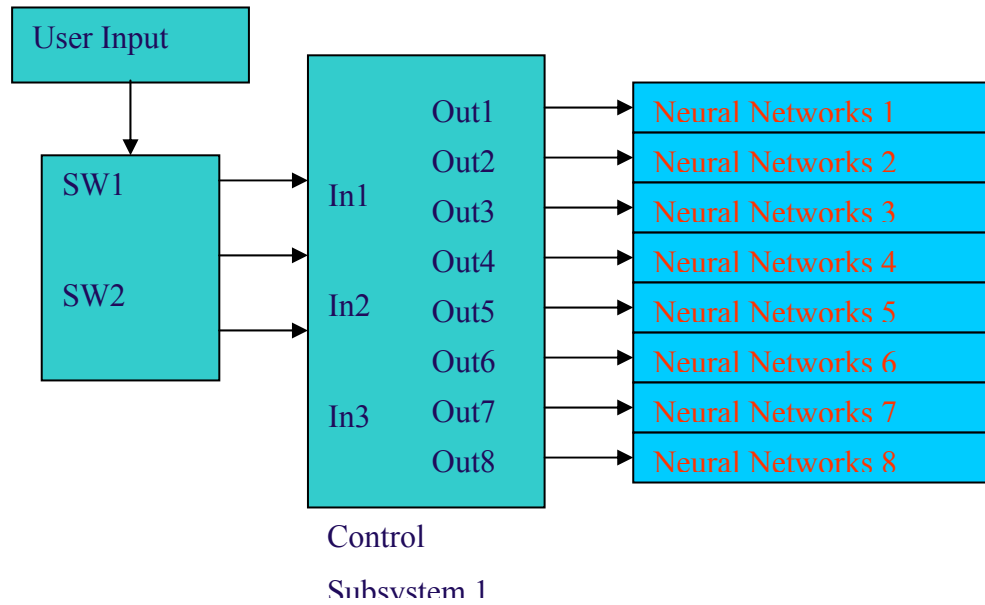 User Input
SW1
SW2
In1
In2
In3
Out1
Out2
Out3
Out4
Out5
Out6
Out7
Out8
Neural Networks 1
Neural Networks 2
Neural Networks 3
Neural Networks 4
Neural Networks 5
Neural Networks 6
Neural Networks 7
Neural Networks 8
Control
Subsystem 1